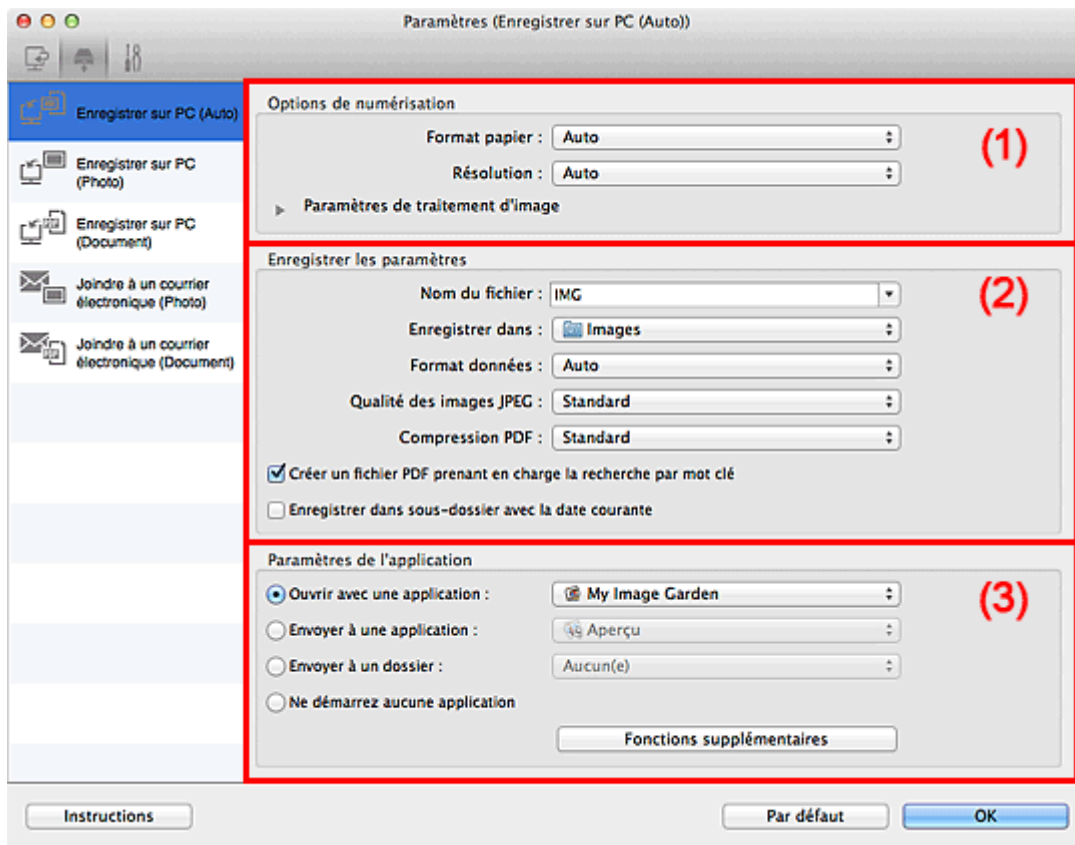 Paramètres (Enregistrer sur PC (Auto))
Enregistrer sur PC (Auto)
Enregistrer sur PC
(Photo)
Enregistrer sur PC
(Document)
Joindre à un courrier
électronique (Photo)
Joindre à un courrier
électronique (Document)
Options de numérisation
(1)
Format papier : Auto
Résolution : Auto
Paramètres de traitement d'image
Enregistrer les paramètres
(2)
Nom du fichier : IMG
Enregistrer dans : Images
Format données : Auto
Qualité des images JPEG : Standard
Compression PDF : Standard
Créer un fichier PDF prenant en charge la recherche par mot clé
Enregistrer dans sous-dossier avec la date courante
Paramètres de l'application
(3)
Ouvrir avec une application : My Image Garden
Envoyer à une application : Aperçu
Envoyer à un dossier : Aucun(e)
Ne démarrez aucune application
Fonctions supplémentaires
Instructions
Par défaut
OK